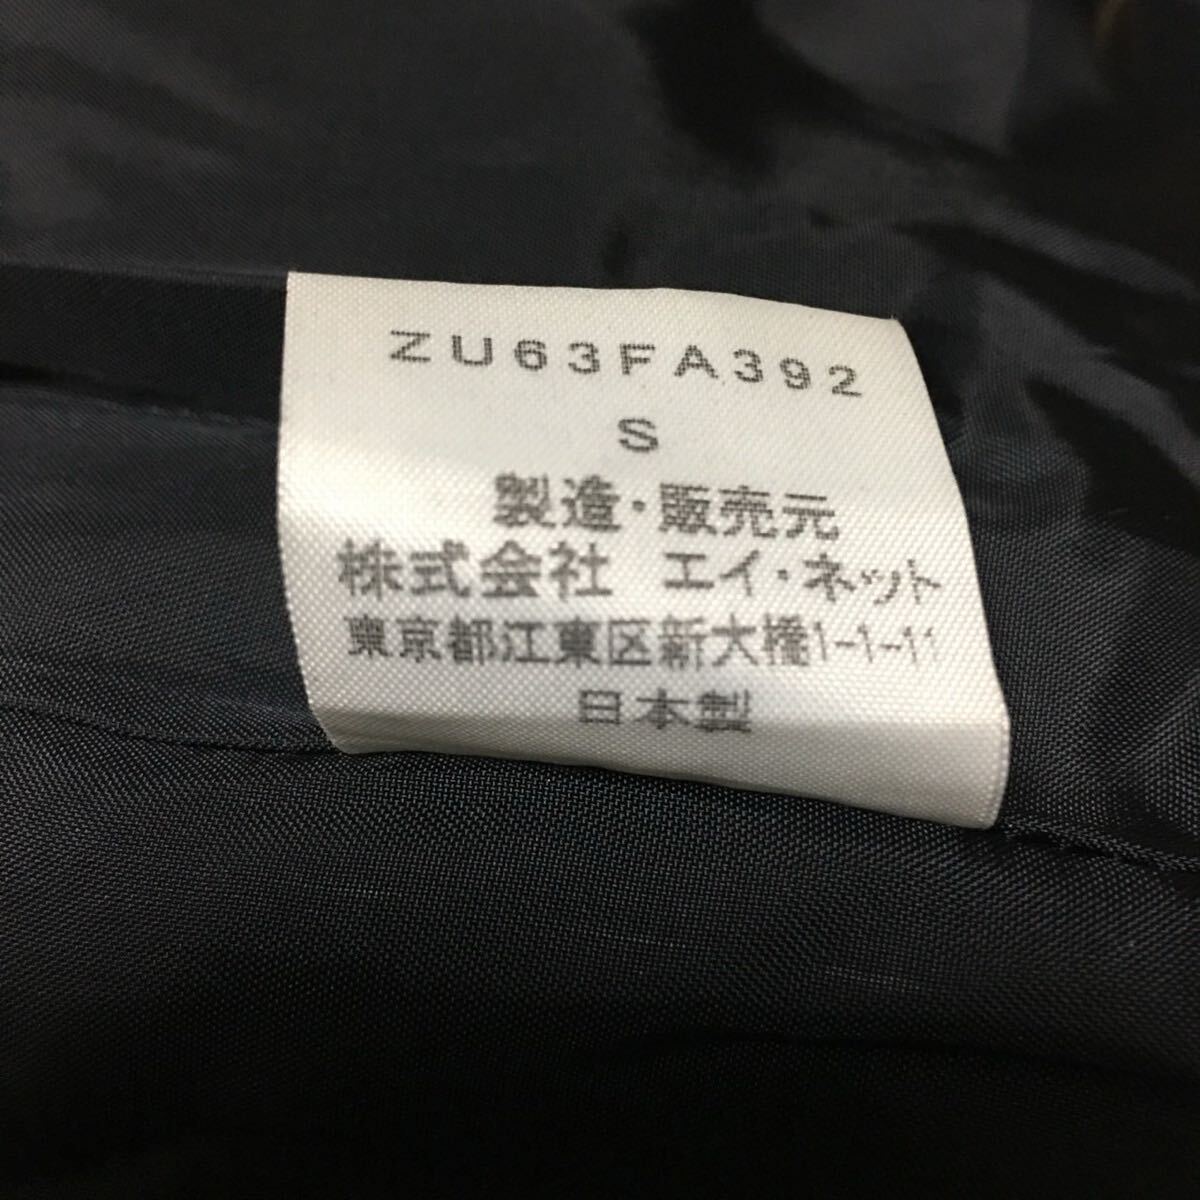 ZU63FA392
S
製造・販売元
株式会社 エイ・ネット
東京都江東区新大橋1-1-11
日本製